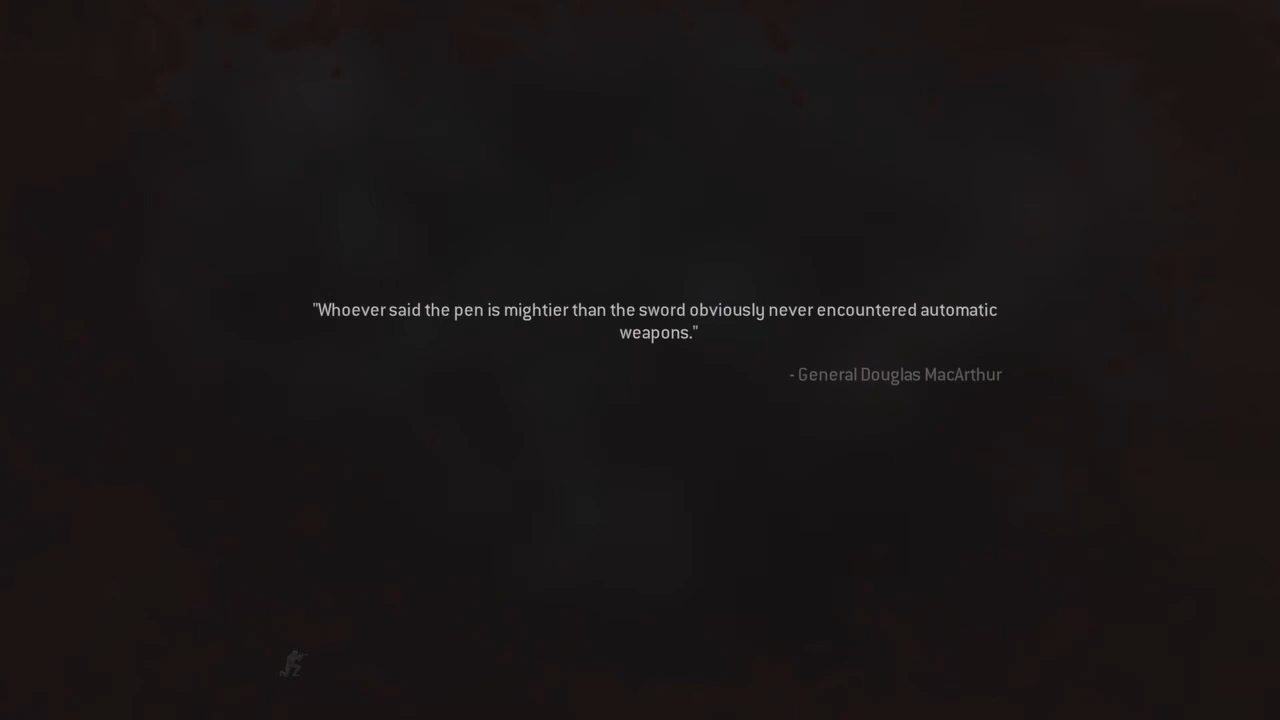 "Whoever said the pen is mightier than the sword obviously never encountered automatic
weapons."
- General Douglas MacArthur